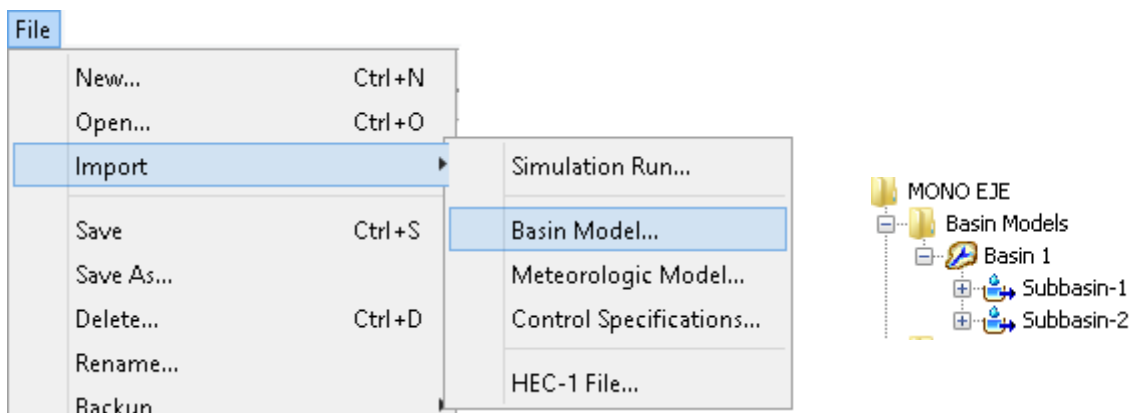 File
New... Ctrl+N
Open... Ctrl+O
Import
Save Ctrl+S
Save As...
Delete... Ctrl+D
Rename...
Backup
Simulation Run...
Basin Model...
Meteorologic Model...
Control Specifications...
HEC-1 File...
MONO EJE
Basin Models
Basin 1
Subbasin-1
Subbasin-2